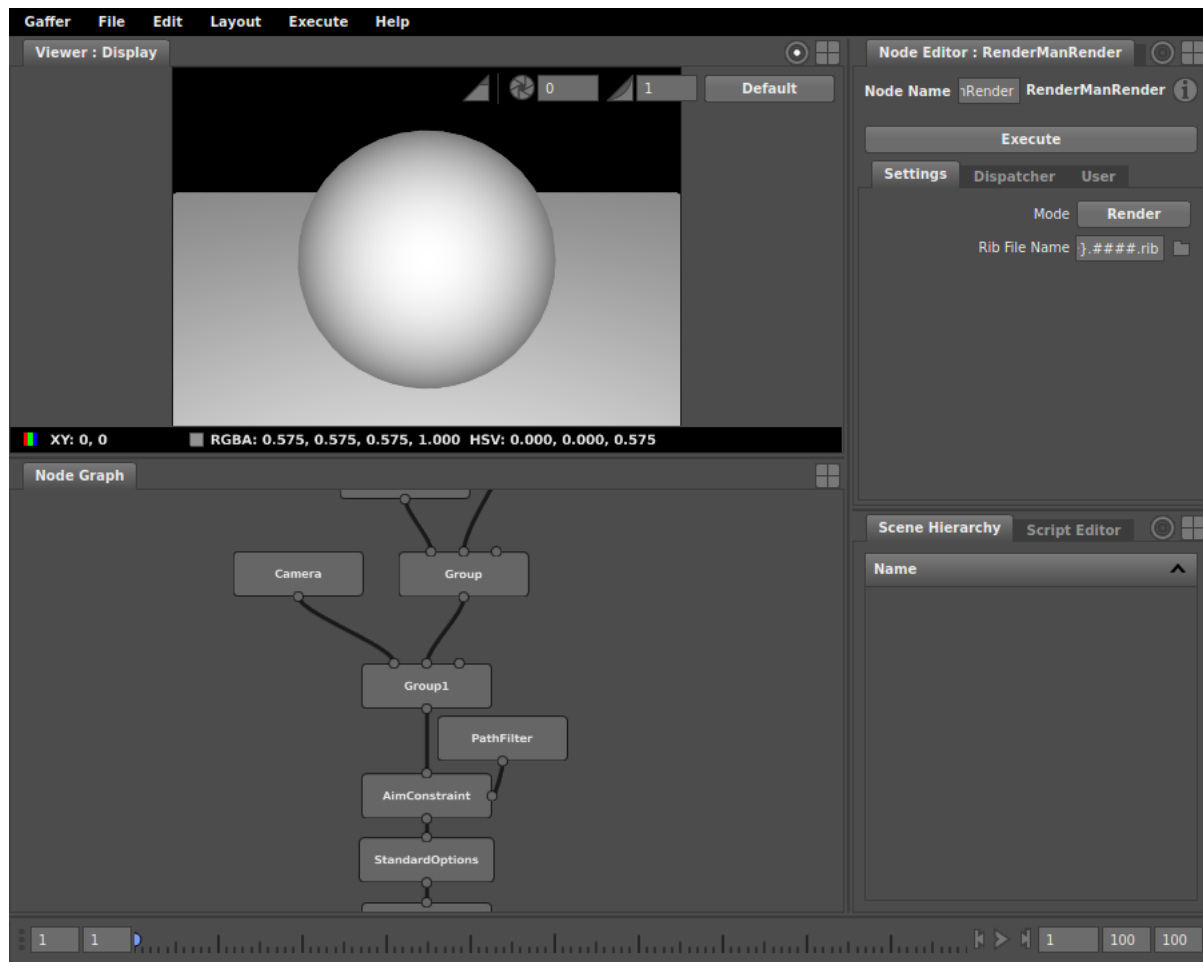 Gaffer File Edit Layout Execute Help
Viewer : Display
0 1 Default
XY: 0, 0 RGBA: 0.575, 0.575, 0.575, 1.000 HSV: 0.000, 0.000, 0.575
Node Graph
Camera
Group
Group1
PathFilter
AimConstraint
StandardOptions
Node Editor : RenderManRender
Node Name ıRender RenderManRender
Execute
Settings Dispatcher User
Mode Render
Rib File Name }.####.rib
Scene Hierarchy Script Editor
Name
1 1 1 100 100